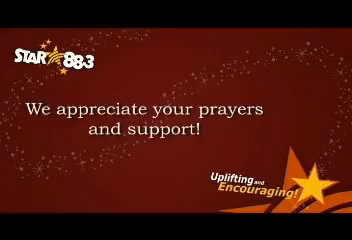 STAR 88.3
We appreciate your prayers
and support!
Uplifting and
Encouraging!